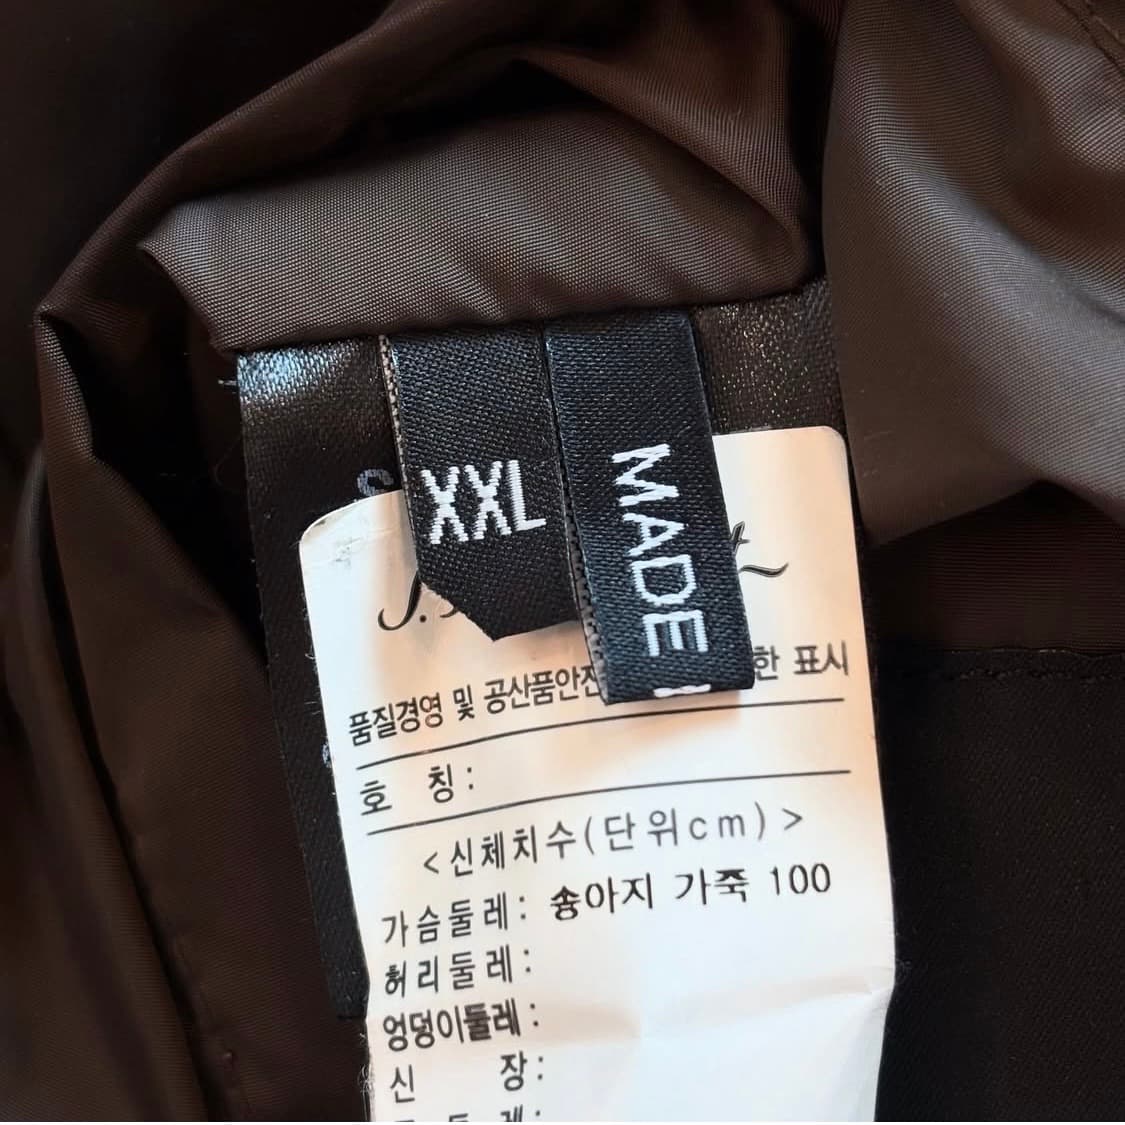 XXL
MADE
품질경영 및 공산품안전 한 표시
호 칭:
<신체치수(단위cm)>
가슴둘레: 송아지 가죽 100
허리둘레:
엉덩이둘레:
신 장: